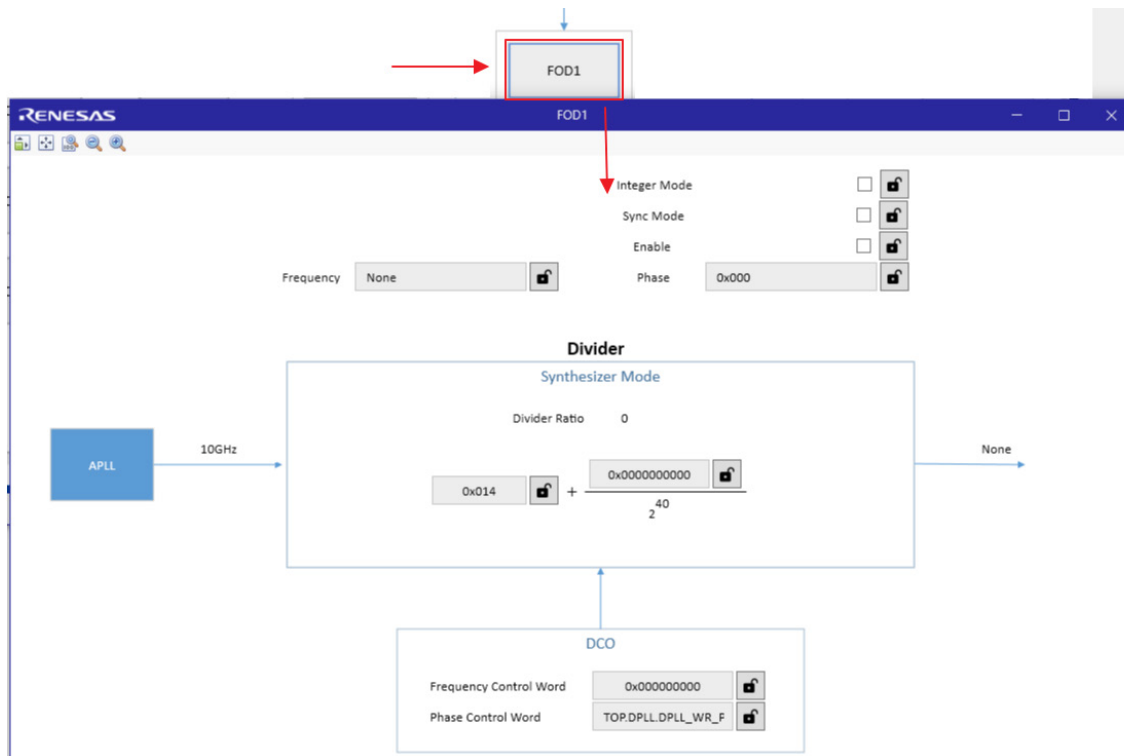 FOD1
RENESAS
FOD1
Integer Mode
Sync Mode
Enable
Frequency None Phase 0x000
Divider
Synthesizer Mode
Divider Ratio 0
APLL
10GHz
None
0x014 + 0x0000000000
2^40
DCO
Frequency Control Word 0x000000000
Phase Control Word TOP.DPLL.DPLL_WR_F